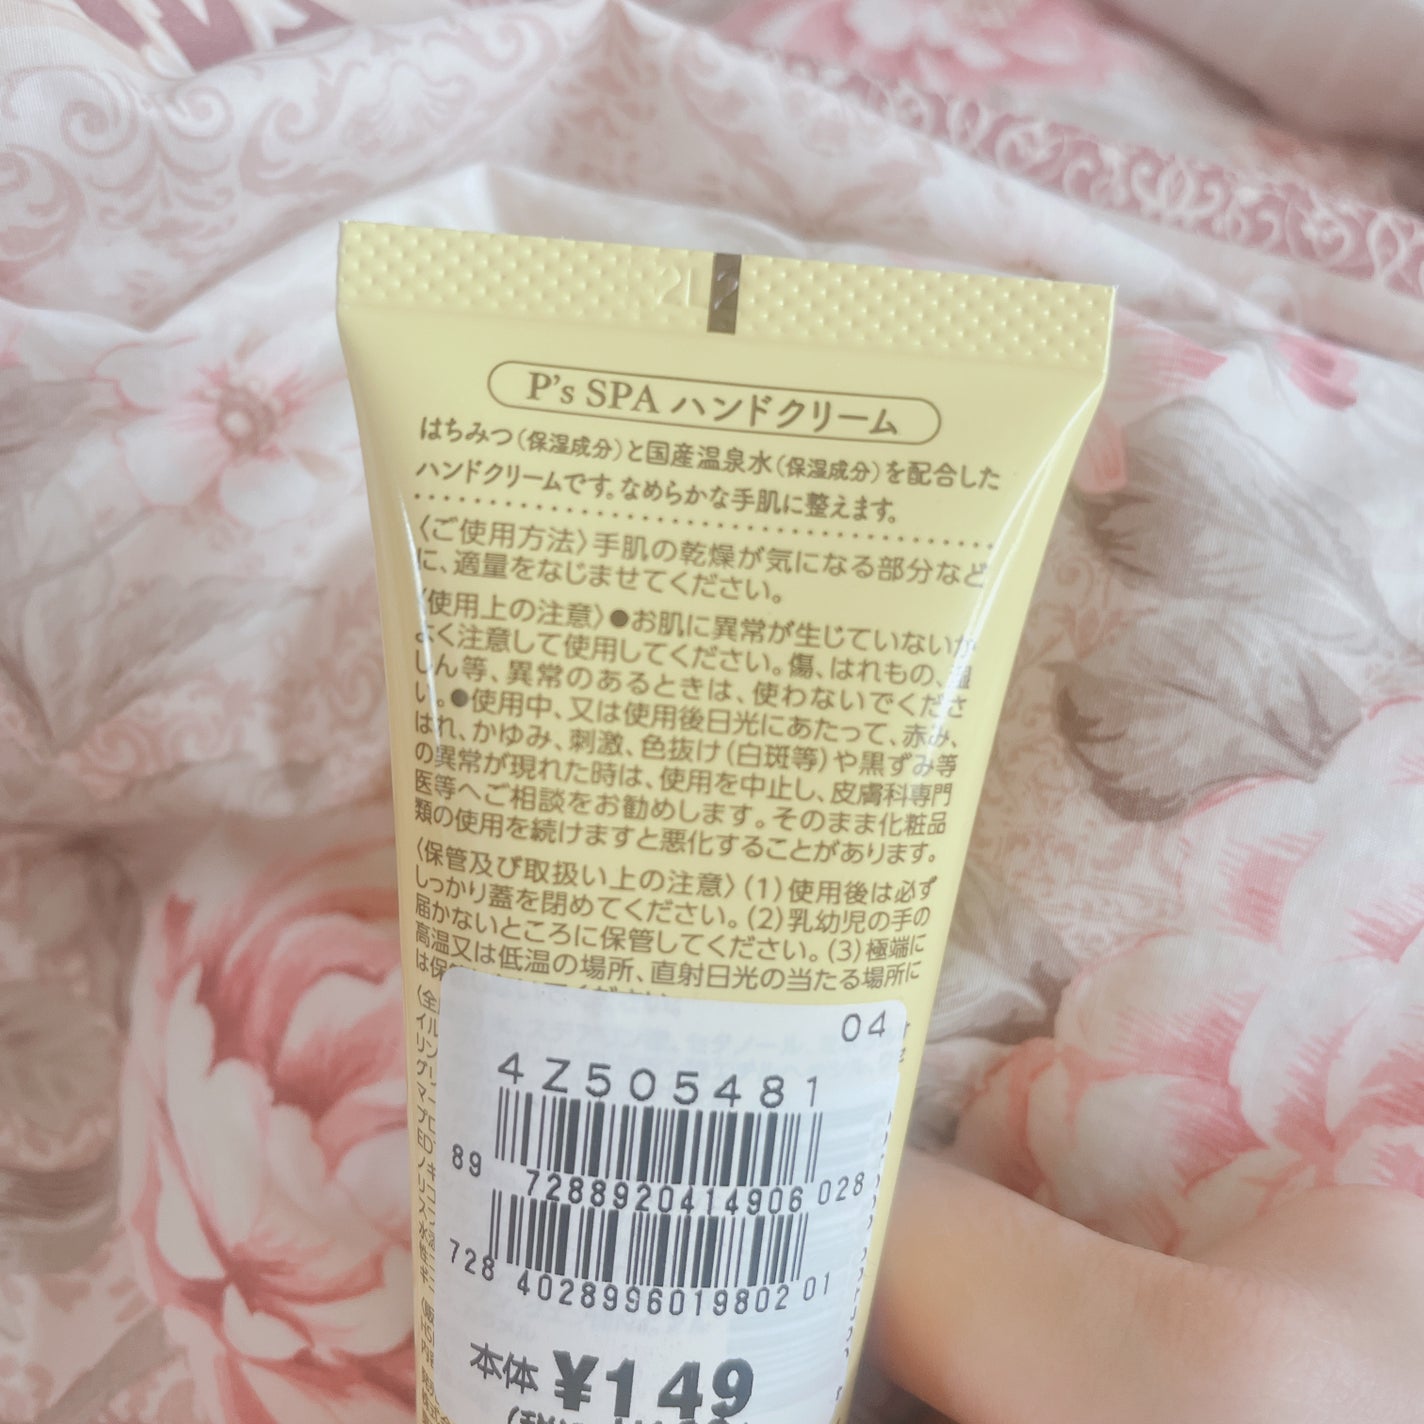 2L2
P's SPA ハンドクリーム
はちみつ(保湿成分)と国産温泉水(保湿成分)を配合した
ハンドクリームです。なめらかな手肌に整えます。
〈ご使用方法〉手肌の乾燥が気になる部分など
に、適量をなじませてください。
〈使用上の注意〉●お肌に異常が生じていないか
よく注意して使用してください。傷、はれもの、湿
しん等、異常のあるときは、使わないでくださ
い。●使用中、又は使用後日光にあたって、赤み、
はれ、かゆみ、刺激、色抜け(白斑等)や黒ずみ等
の異常が現れた時は、使用を中止し、皮膚科専門
医等へご相談をお勧めします。そのまま化粧品
類の使用を続けますと悪化することがあります。
〈保管及び取扱い上の注意〉(1)使用後は必ず
しっかり蓋を閉めてください。(2)乳幼児の手の
届かないところに保管してください。(3)極端に
高温又は低温の場所、直射日光の当たる場所に
は保
04
4Z505481
89 7288920414906 028
728 4028996019802 01
本体 ¥149